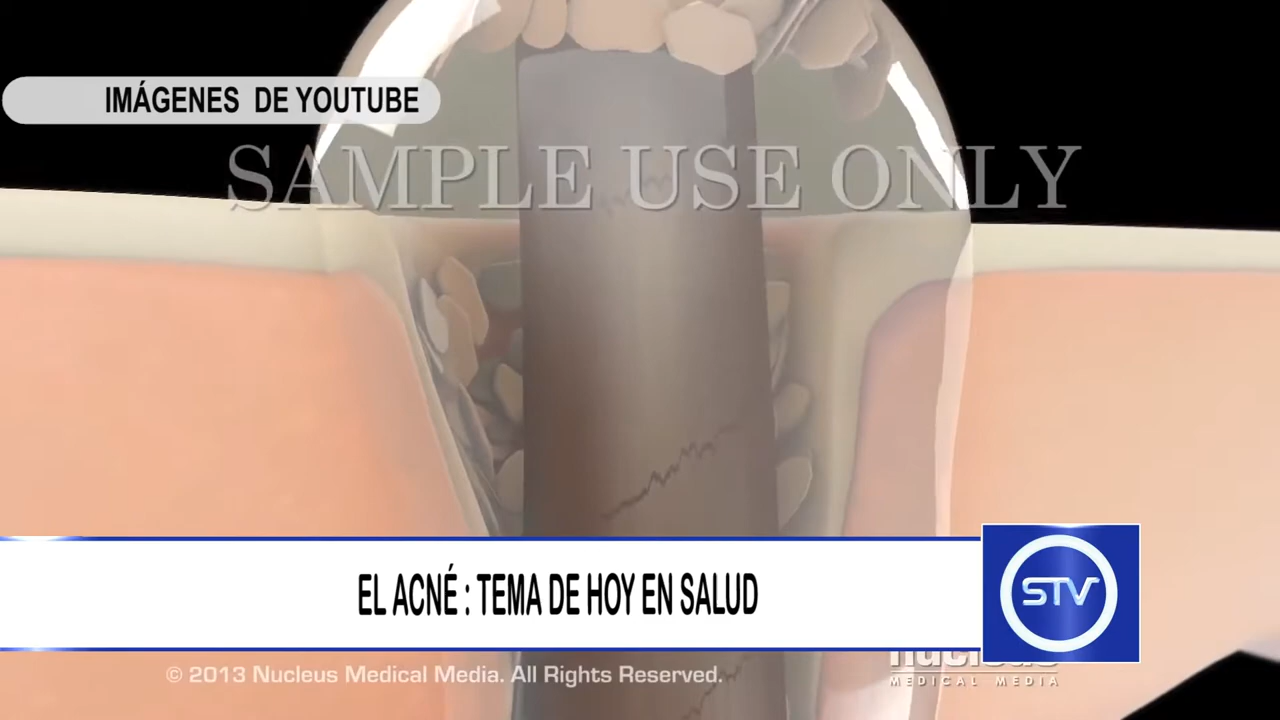 IMÁGENES DE YOUTUBE
SAMPLE USE ONLY
EL ACNÉ : TEMA DE HOY EN SALUD
STV
© 2013 Nucleus Medical Media. All Rights Reserved.
nucleus
MEDICAL MEDIA